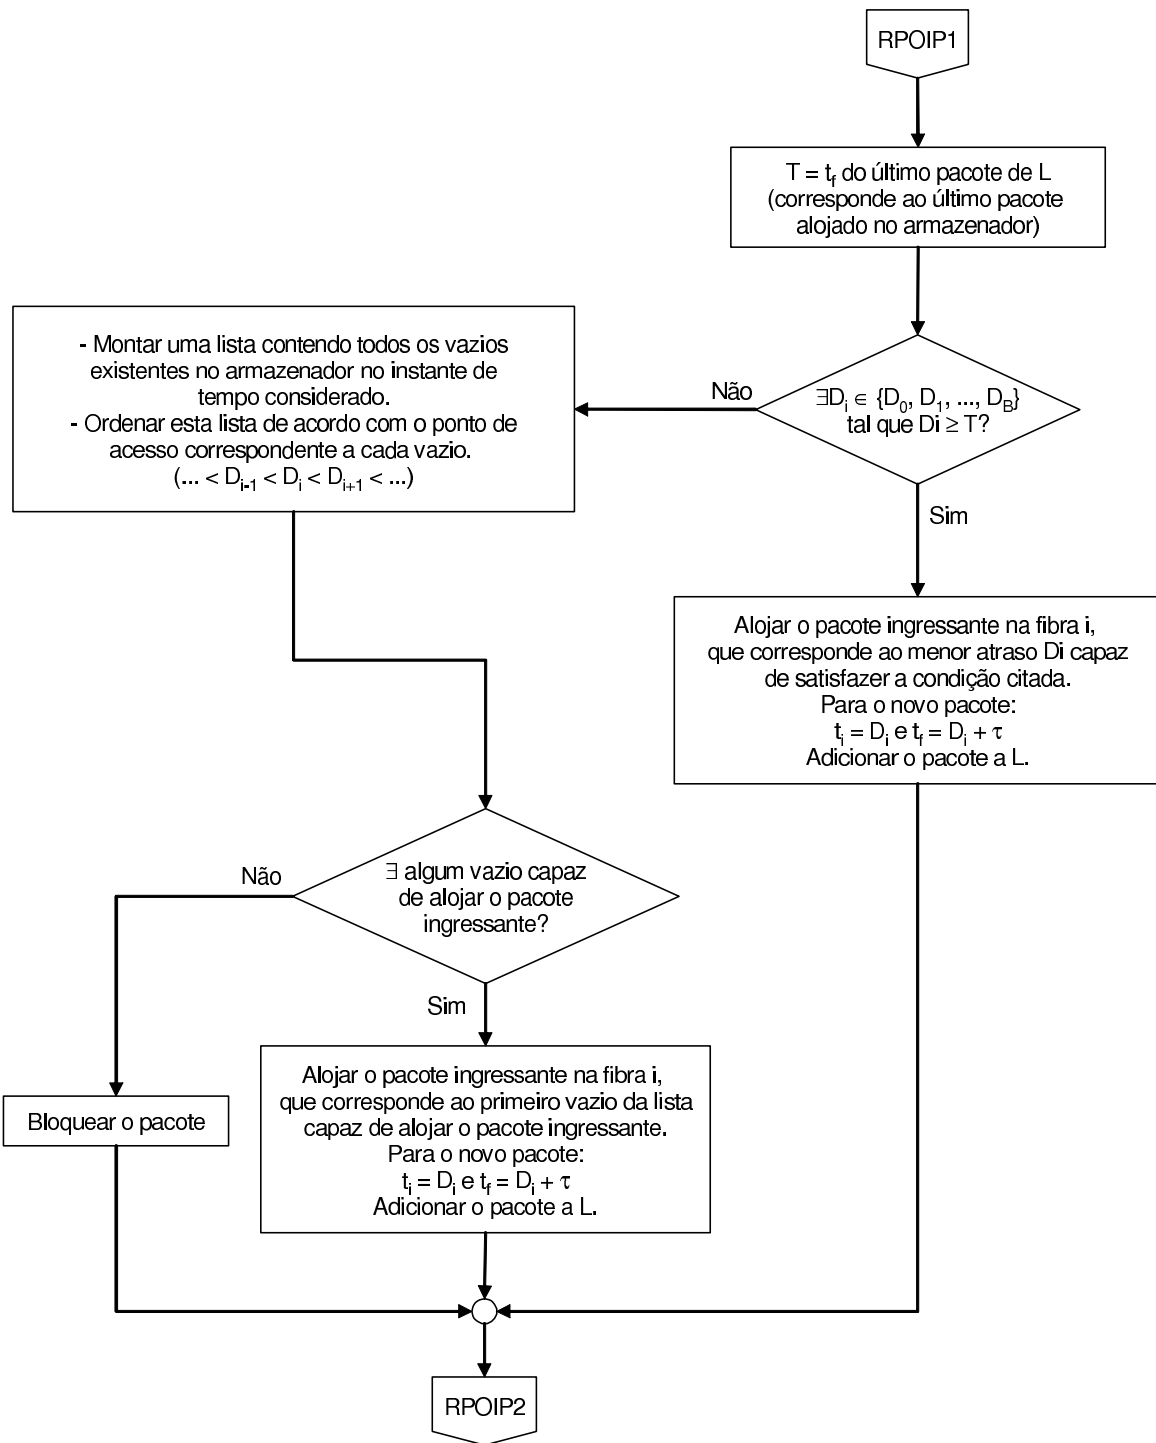 RPOIP1
T = t_f do último pacote de L
(corresponde ao último pacote
alojado no armazenador)
- Montar uma lista contendo todos os vazios
existentes no armazenador no instante de
tempo considerado.
- Ordenar esta lista de acordo com o ponto de
acesso correspondente a cada vazio.
(... < D_{i-1} < D_i < D_{i+1} < ...)
Não
∃D_i ∈ {D_0, D_1, ..., D_B}
tal que Di ≥ T?
Sim
Alojar o pacote ingressante na fibra i,
que corresponde ao menor atraso Di capaz
de satisfazer a condição citada.
Para o novo pacote:
t_i = D_i e t_f = D_i + τ
Adicionar o pacote a L.
Não
∃ algum vazio capaz
de alojar o pacote
ingressante?
Sim
Bloquear o pacote
Alojar o pacote ingressante na fibra i,
que corresponde ao primeiro vazio da lista
capaz de alojar o pacote ingressante.
Para o novo pacote:
t_i = D_i e t_f = D_i + τ
Adicionar o pacote a L.
RPOIP2